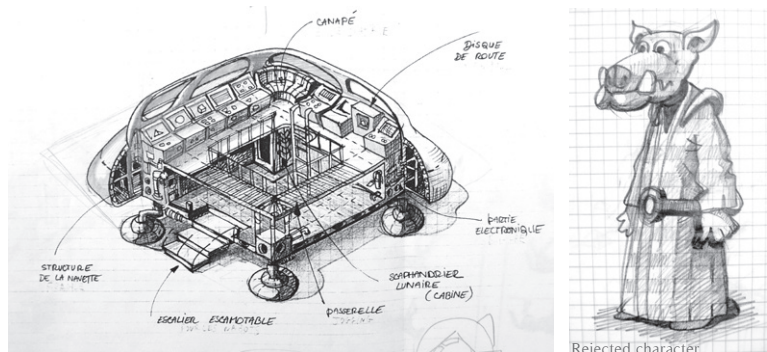 CANAPÉ
DISQUE
DE ROUTE
PARTIE
ELECTRONIQUE
STRUCTURE
DE LA NAVETTE
SCAPHANDRIER
LUNAIRE
(CABINE)
PASSERELLE
ESCALIER ESCAMOTABLE
Rejected character